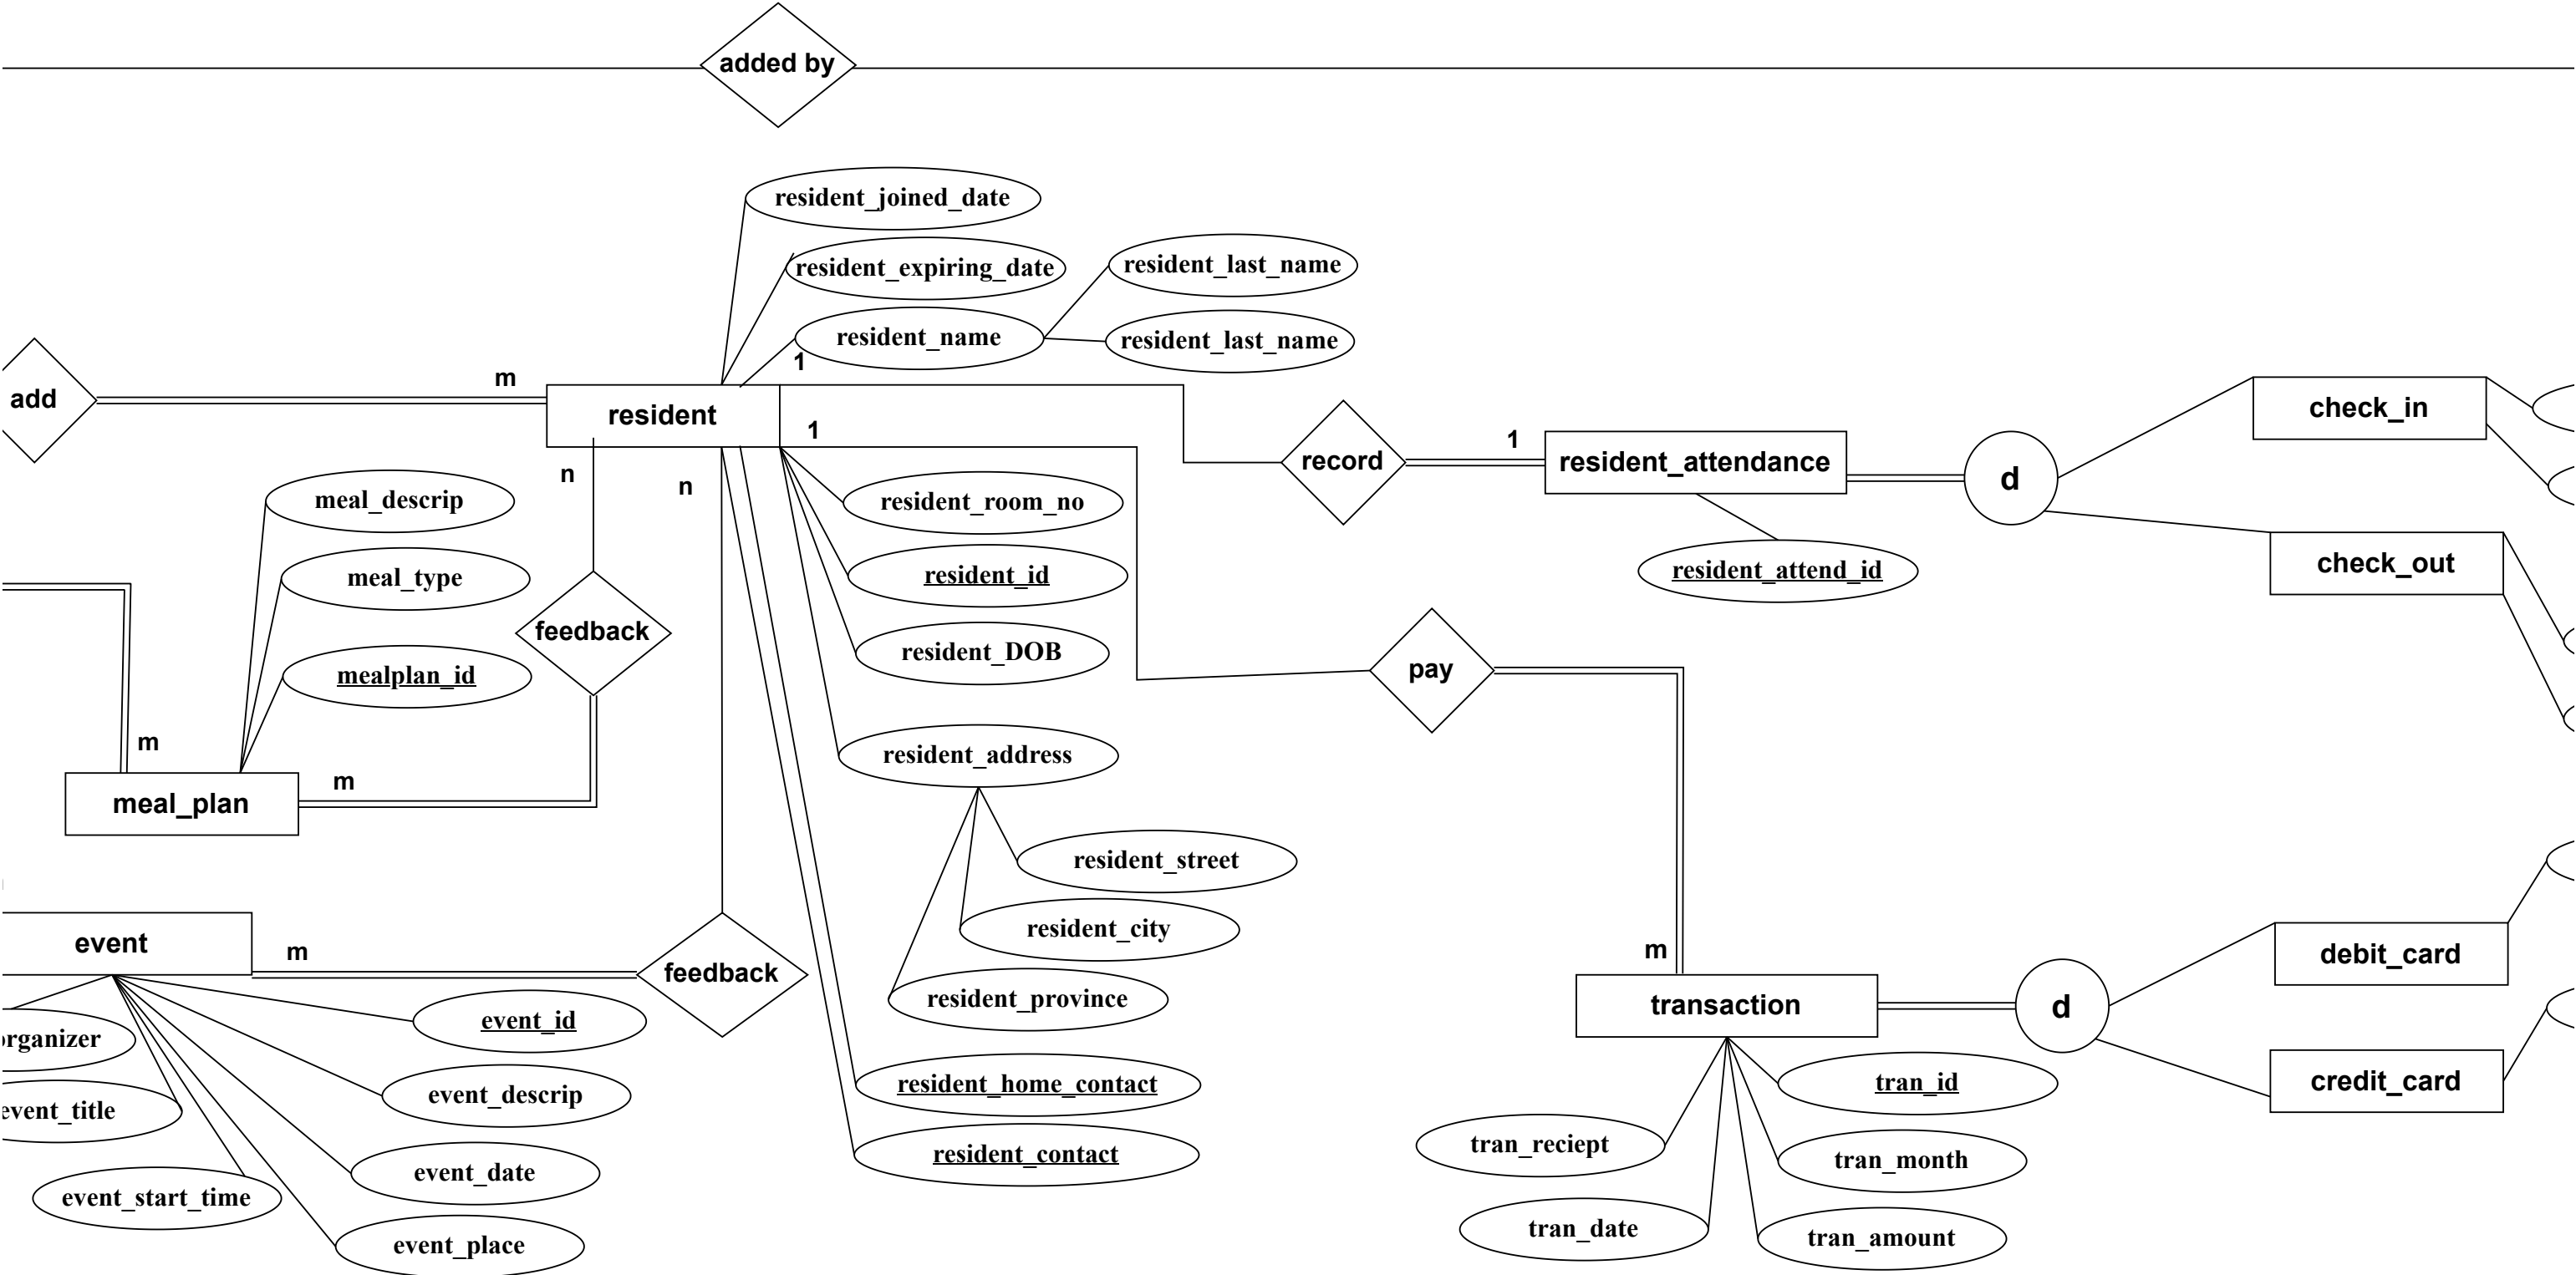 added by
resident_joined_date
resident_expiring_date
resident_last_name
resident_name
resident_last_name
1
add
m
resident
1
check_in
record
1
resident_attendance
d
n
n
meal_descrip
resident_room_no
check_out
meal_type
resident_id
resident_attend_id
feedback
resident_DOB
pay
mealplan_id
m
resident_address
m
meal_plan
resident_street
resident_city
event
m
feedback
m
debit_card
resident_province
transaction
d
event_id
organizer
resident_home_contact
tran_id
credit_card
event_descrip
event_title
resident_contact
tran_reciept
tran_month
event_date
event_start_time
tran_date
tran_amount
event_place